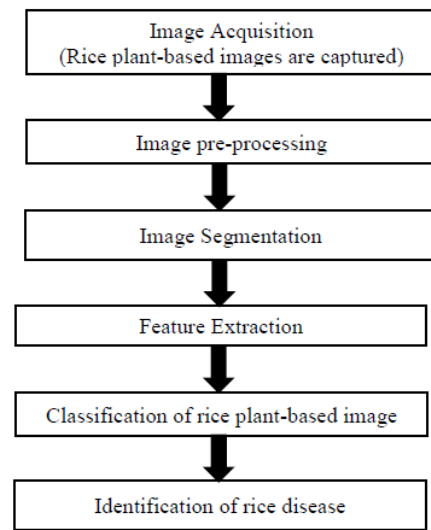 Image Acquisition
(Rice plant-based images are captured)
Image pre-processing
Image Segmentation
Feature Extraction
Classification of rice plant-based image
Identification of rice disease